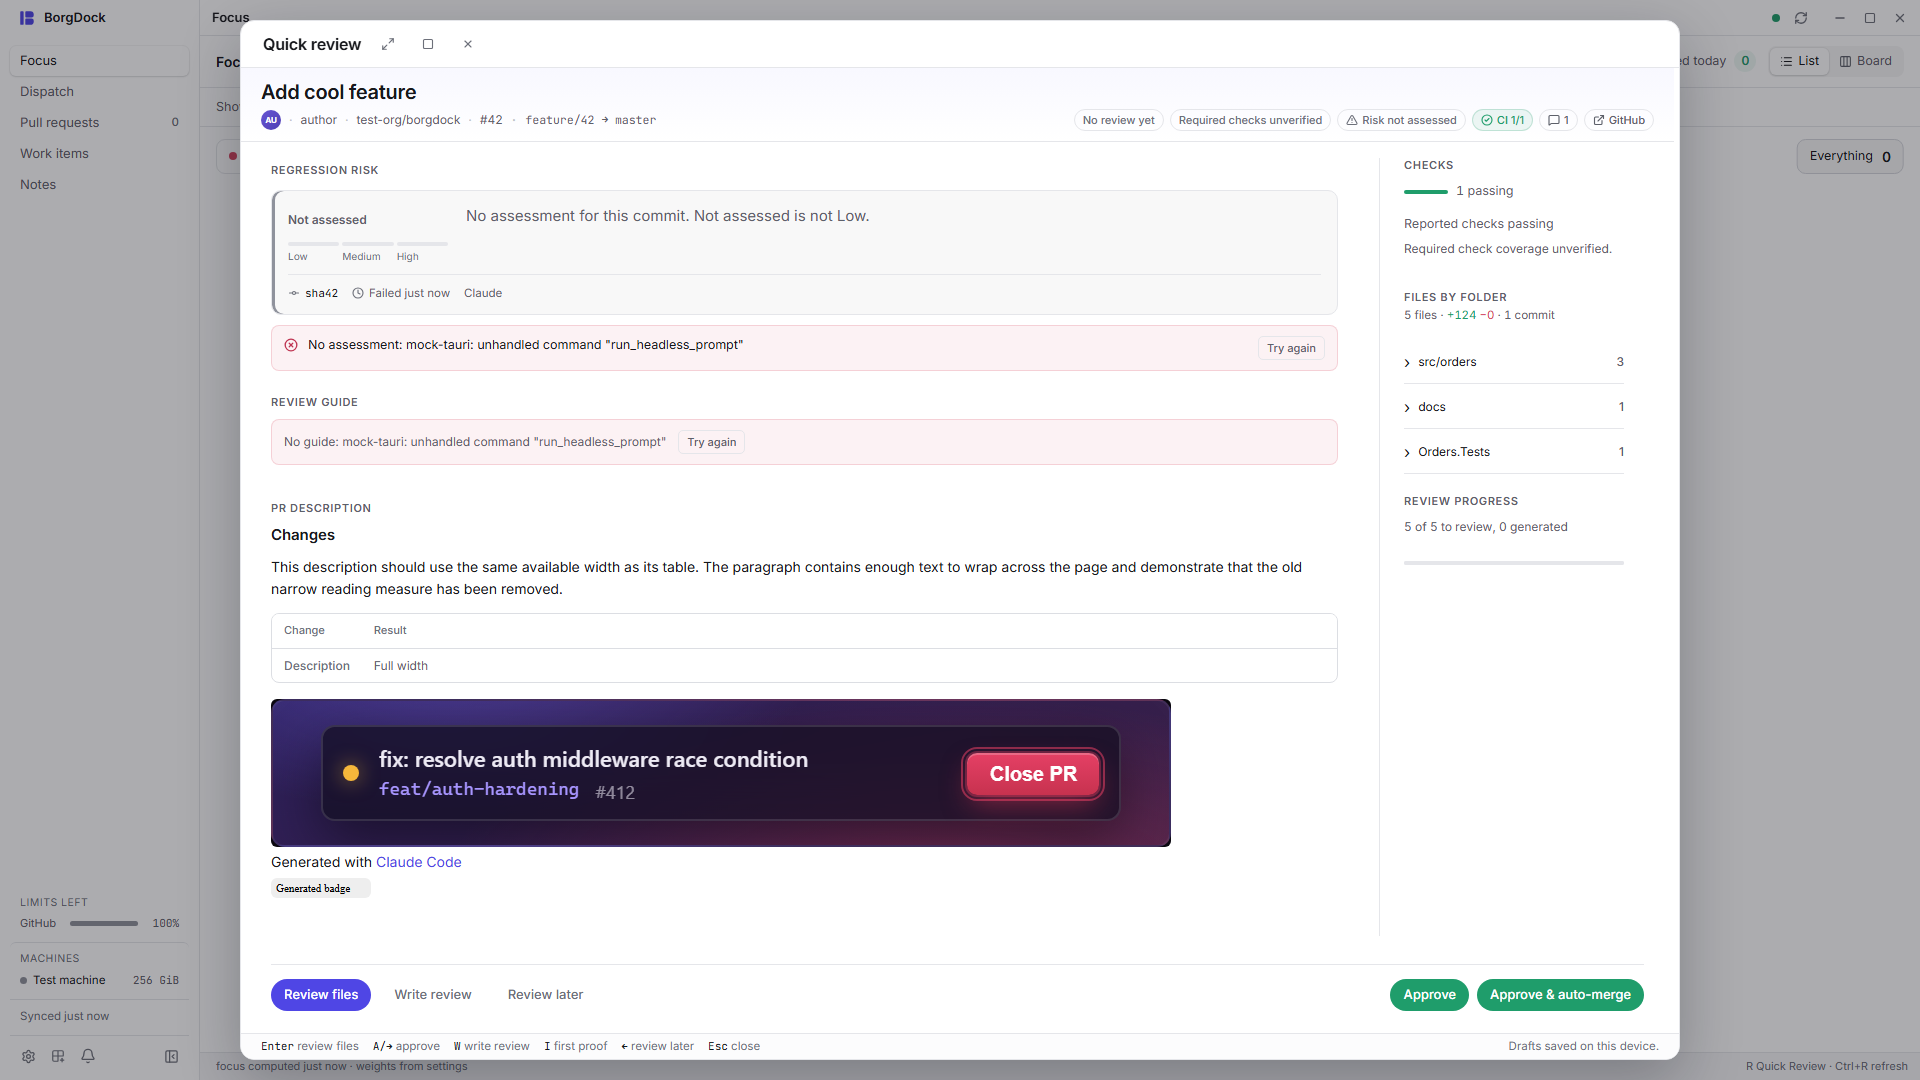 BorgDock
Focus
Quick review
Focus
Dispatch
Pull requests 0
Work items
Notes
Foc
ed today 0
List
Board
Sho
Everything 0
Add cool feature
AU · author · test-org/borgdock · #42 · feature/42 → master
No review yet
Required checks unverified
Risk not assessed
CI 1/1
1
GitHub
REGRESSION RISK
Not assessed
No assessment for this commit. Not assessed is not Low.
Low Medium High
sha42 Failed just now Claude
No assessment: mock-tauri: unhandled command "run_headless_prompt"
Try again
REVIEW GUIDE
No guide: mock-tauri: unhandled command "run_headless_prompt"
Try again
PR DESCRIPTION
Changes
This description should use the same available width as its table. The paragraph contains enough text to wrap across the page and demonstrate that the old
narrow reading measure has been removed.
Change Result
Description Full width
fix: resolve auth middleware race condition
feat/auth-hardening #412
Close PR
Generated with Claude Code
Generated badge
CHECKS
1 passing
Reported checks passing
Required check coverage unverified.
FILES BY FOLDER
5 files · +124 −0 · 1 commit
src/orders 3
docs 1
Orders.Tests 1
REVIEW PROGRESS
5 of 5 to review, 0 generated
Review files
Write review
Review later
Approve
Approve & auto-merge
Enter review files A/→ approve W write review I first proof ← review later Esc close
Drafts saved on this device.
LIMITS LEFT
GitHub 100%
MACHINES
Test machine 256 GiB
Synced just now
focus computed just now · weights from settings
R Quick Review · Ctrl+R refresh